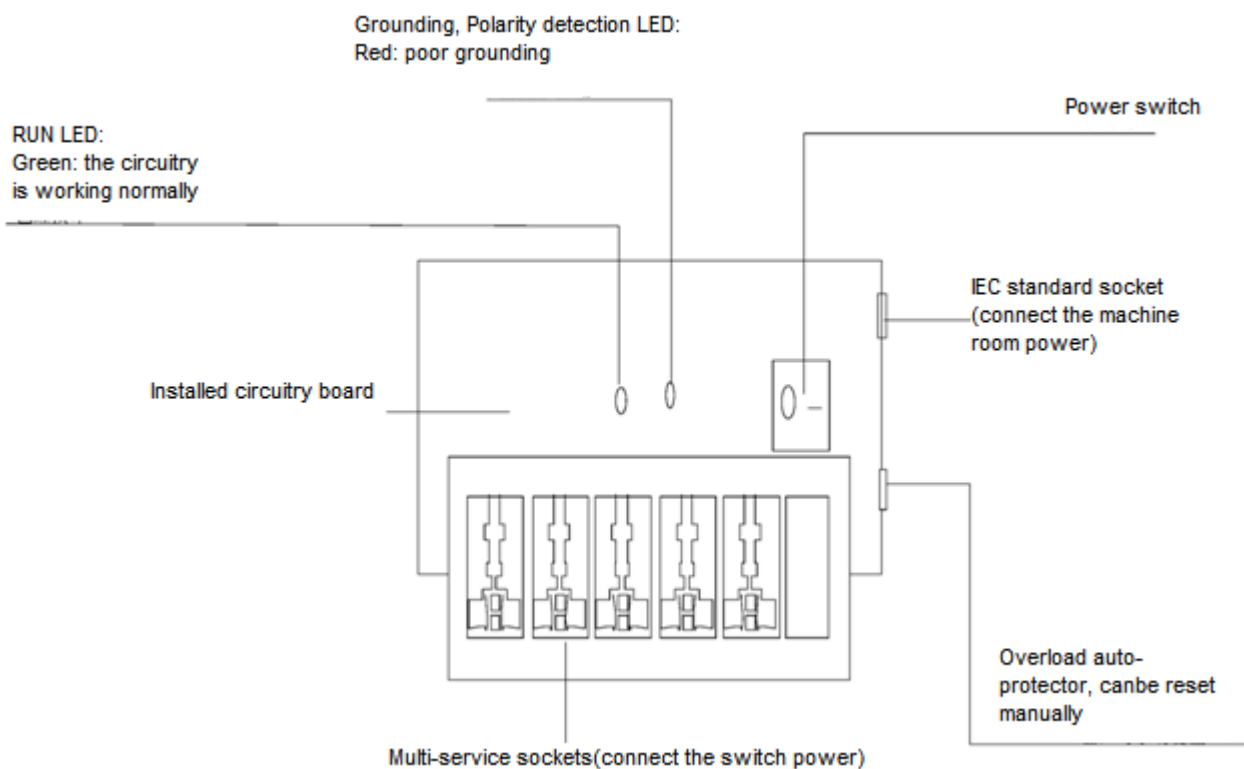 Grounding, Polarity detection LED:
Red: poor grounding
Power switch
RUN LED:
Green: the circuitry
is working normally
IEC standard socket
(connect the machine
room power)
Installed circuitry board
Overload auto-
protector, canbe reset
manually
Multi-service sockets(connect the switch power)